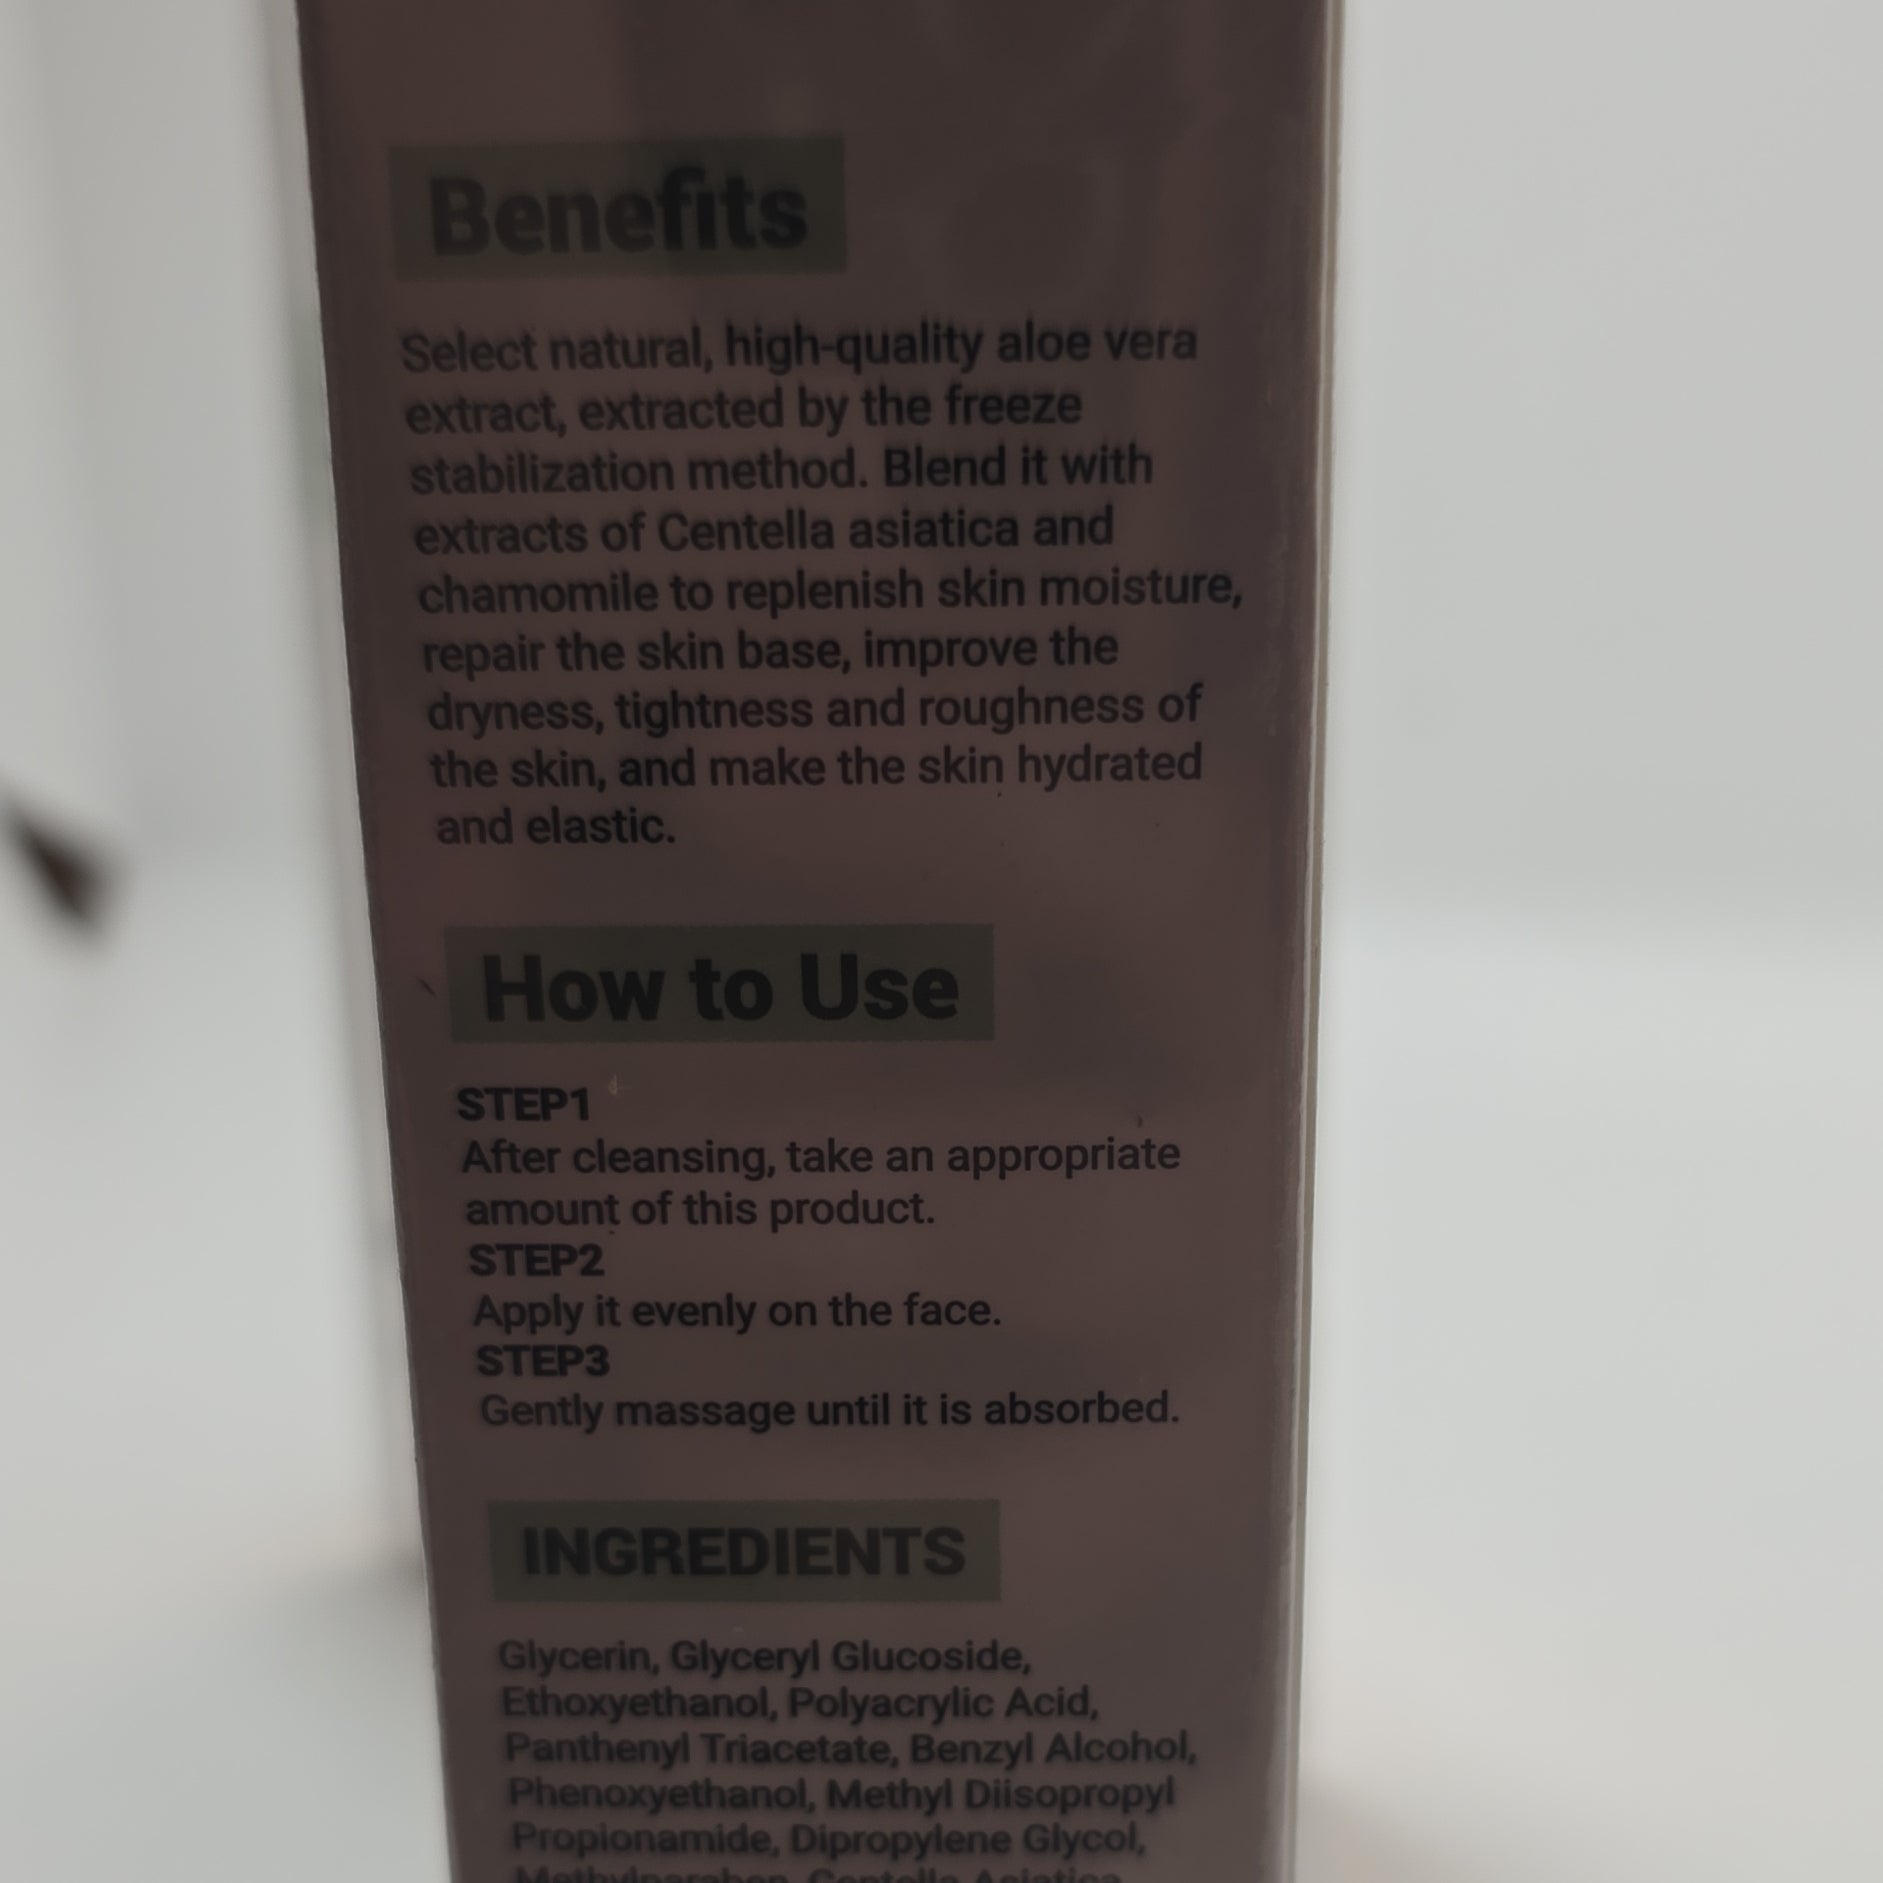 Benefits
Select natural, high-quality aloe vera
extract, extracted by the freeze
stabilization method. Blend it with
extracts of Centella asiatica and
chamomile to replenish skin moisture,
repair the skin base, improve the
dryness, tightness and roughness of
the skin, and make the skin hydrated
and elastic.
How to Use
STEP1
After cleansing, take an appropriate
amount of this product.
STEP2
Apply it evenly on the face.
STEP3
Gently massage until it is absorbed.
INGREDIENTS
Glycerin, Glyceryl Glucoside,
Ethoxyethanol, Polyacrylic Acid,
Panthenyl Triacetate, Benzyl Alcohol,
Phenoxyethanol, Methyl Diisopropyl
Propionamide, Dipropylene Glycol,
Methylparaben, Centella Asiatica